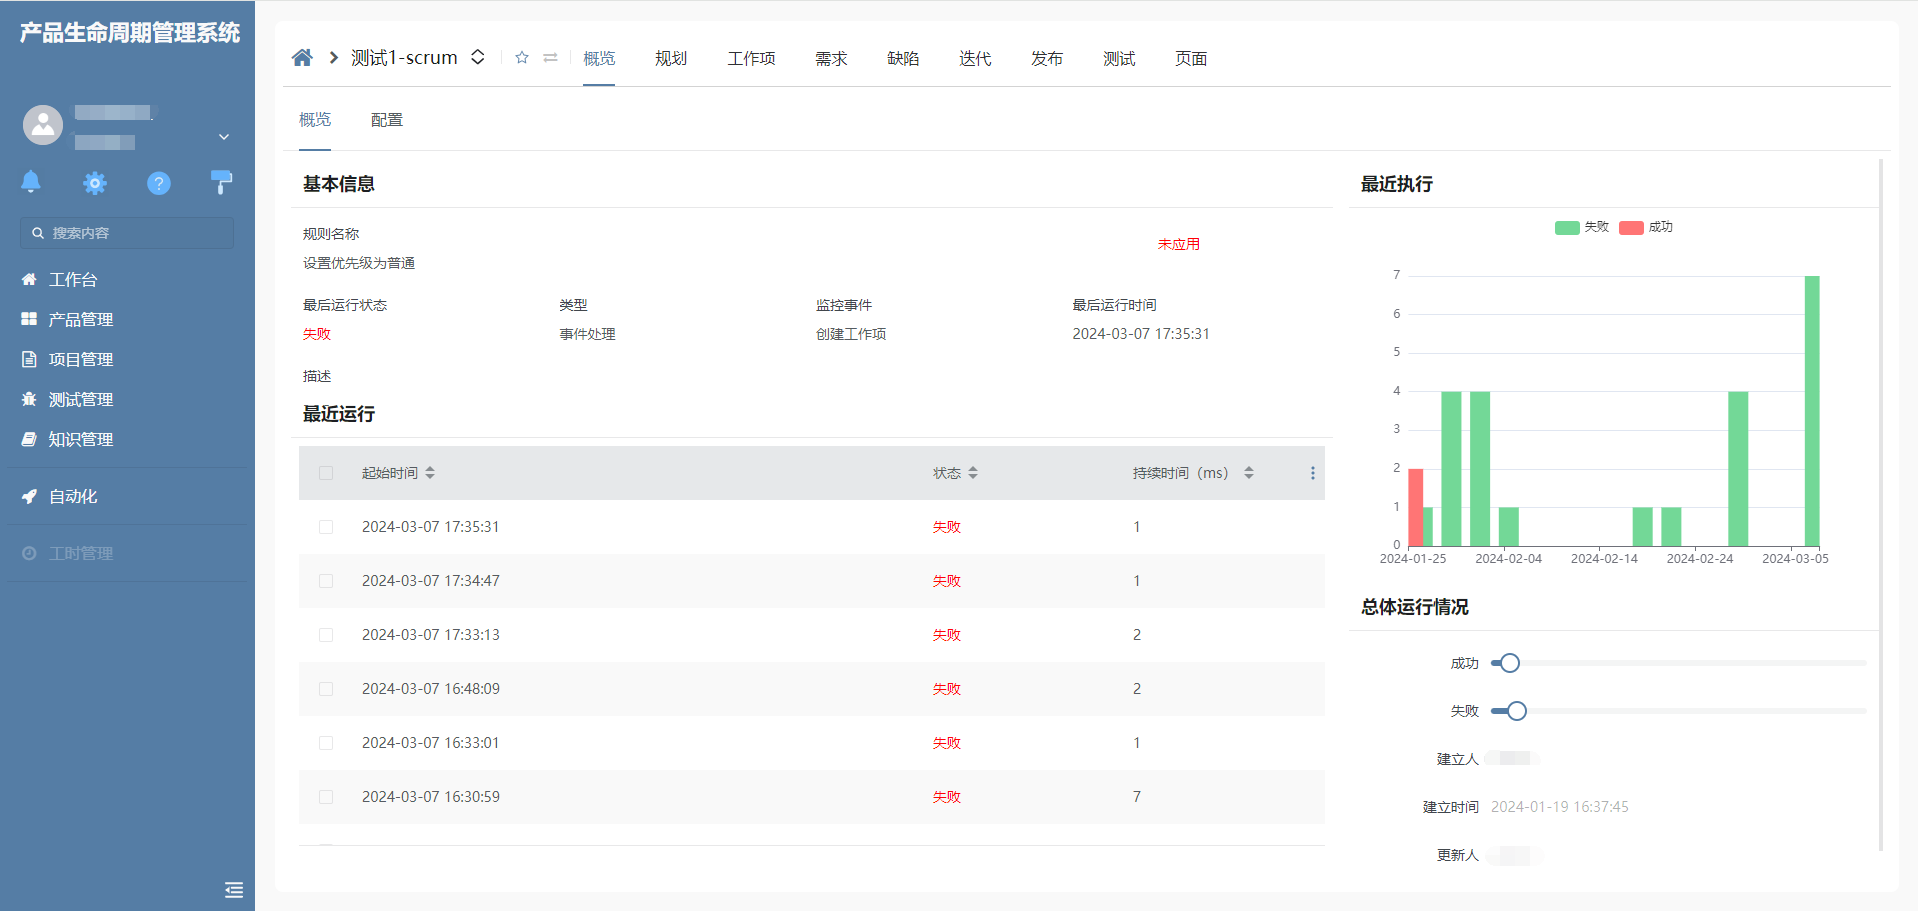 产品生命周期管理系统
搜索内容
工作台
产品管理
项目管理
测试管理
知识管理
自动化
工时管理
测试1-scrum
概览 规划 工作项 需求 缺陷 迭代 发布 测试 页面
概览 配置
基本信息
规则名称
设置优先级为普通
未应用
最后运行状态 类型 监控事件 最后运行时间
失败 事件处理 创建工作项 2024-03-07 17:35:31
描述
最近运行
起始时间 状态 持续时间（ms）
2024-03-07 17:35:31 失败 1
2024-03-07 17:34:47 失败 1
2024-03-07 17:33:13 失败 2
2024-03-07 16:48:09 失败 2
2024-03-07 16:33:01 失败 1
2024-03-07 16:30:59 失败 7
最近执行
失败 成功
7
6
5
4
3
2
1
0
2024-01-25 2024-02-04 2024-02-14 2024-02-24 2024-03-05
总体运行情况
成功
失败
建立人
建立时间 2024-01-19 16:37:45
更新人